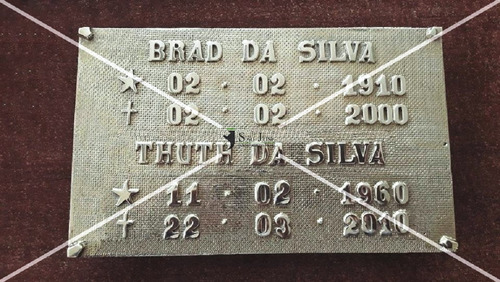 BRAD DA SILVA
★ 02 · 02 · 1910
† 02 · 02 · 2000
THUTH DA SILVA
★ 11 · 02 · 1960
† 22 · 03 · 2010